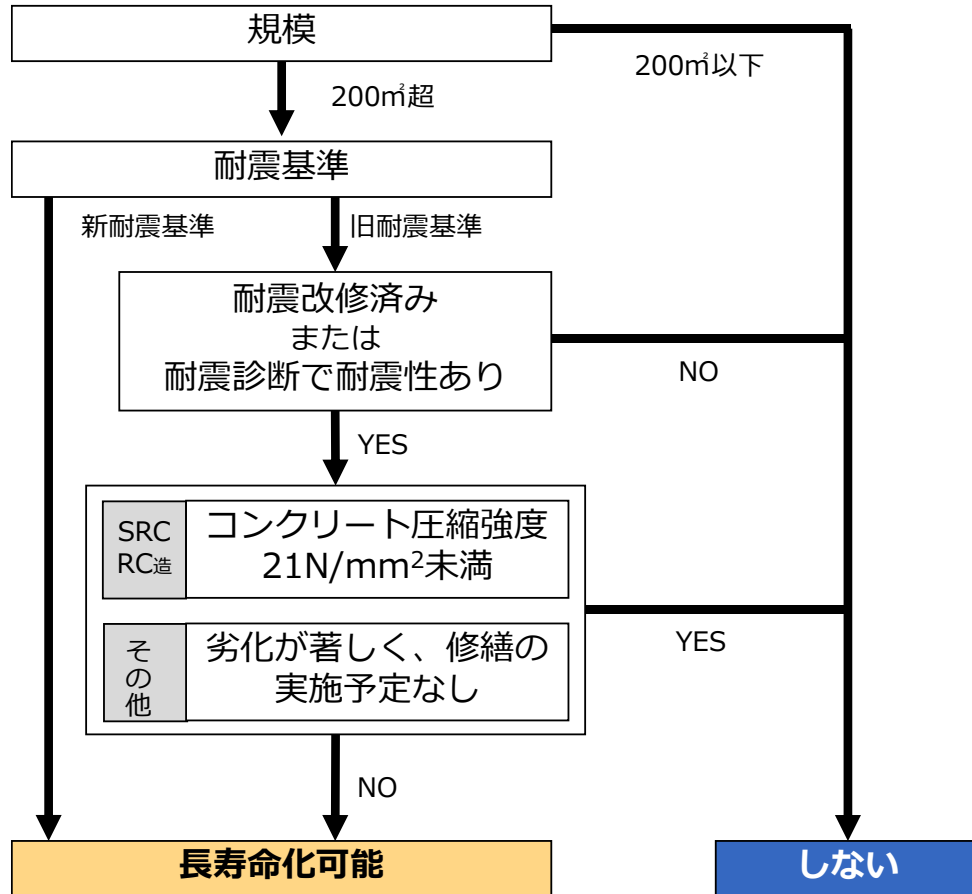 規模
200㎡以下
200㎡超
耐震基準
新耐震基準
旧耐震基準
耐震改修済み
または
耐震診断で耐震性あり
NO
YES
SRC
RC造
コンクリート圧縮強度
21N/mm²未満
その他
劣化が著しく、修繕の
実施予定なし
YES
NO
長寿命化可能
しない